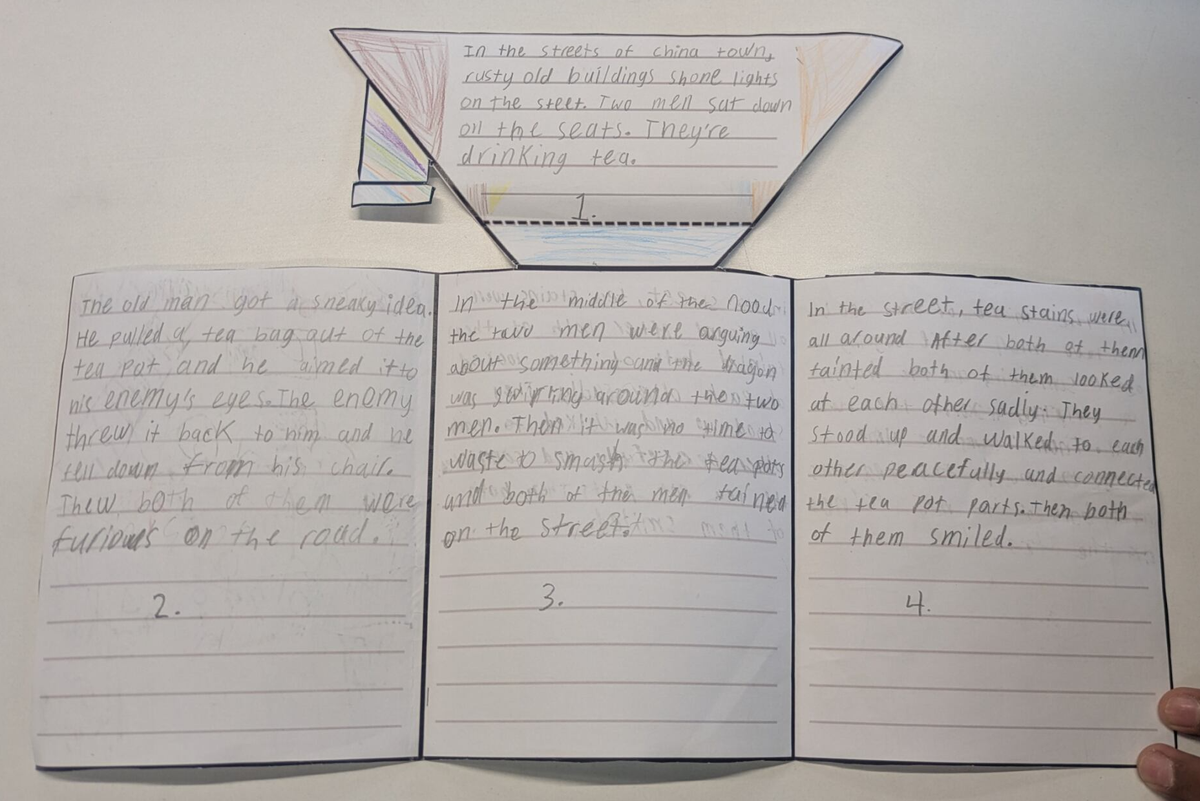 In the streets of china town,
rusty old buildings shone lights
on the steet. Two men sat down
on the seats. They're
drinking tea.
1.
The old man got a sneaky idea.
He pulled a tea bag out of the
tea pot and he aimed it to
his enemy's eyes. The enemy
threw it back to him and he
fell down from his chair.
Then both of them were
furious on the road.
2.
In the middle of the noon
the two men were arguing
about something and the dragon
was around the two
men. Then it was no time to
waste to smash the tea pots
and both of the men fainted
on the street.
3.
In the street, tea stains were
all around After both of them
fainted both of them looked
at each other sadly. They
stood up and walked to each
other peacefully and connected
the tea pot parts. Then both
of them smiled.
4.